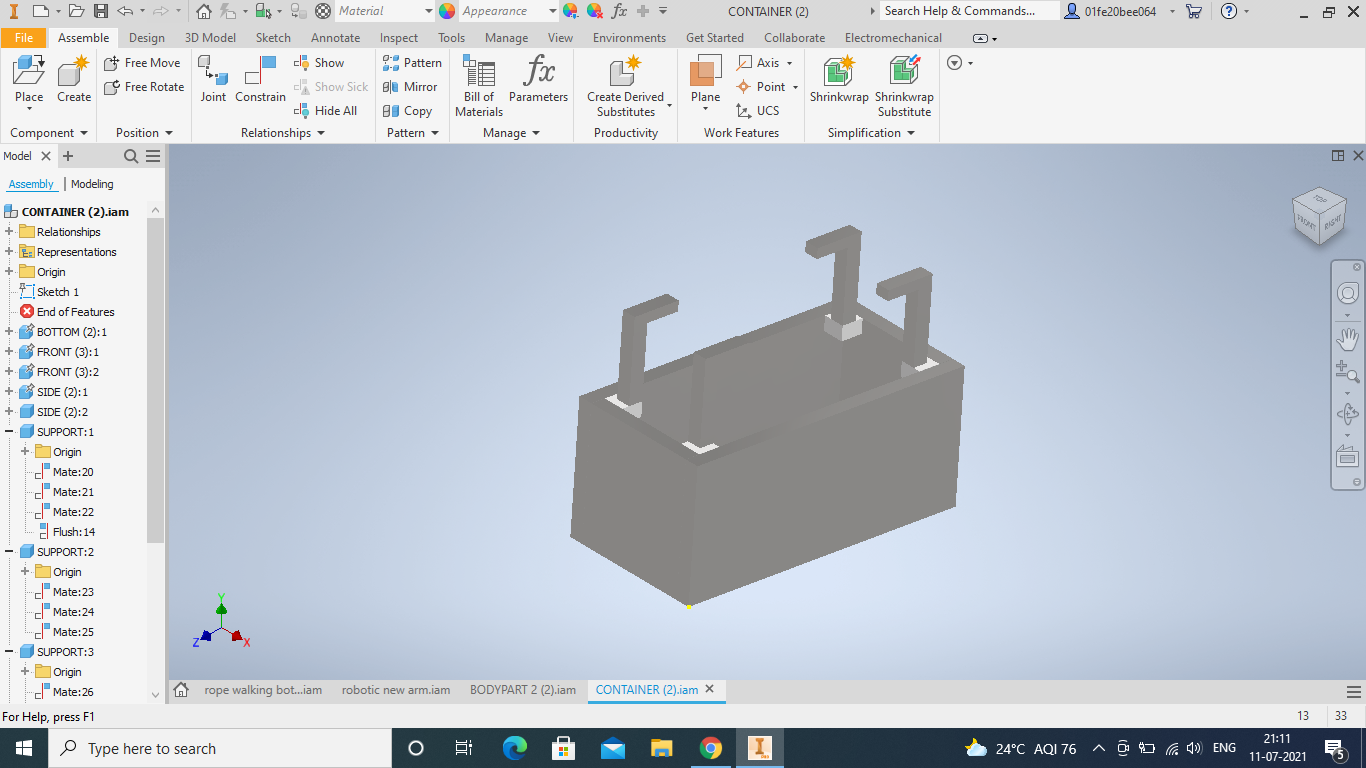 Material
Appearance
CONTAINER (2)
Search Help & Commands...
01fe20bee064
File Assemble Design 3D Model Sketch Annotate Inspect Tools Manage View Environments Get Started Collaborate Electromechanical
Place
Create
Component
Free Move
Free Rotate
Position
Joint
Constrain
Show
Show Sick
Hide All
Relationships
Pattern
Mirror
Copy
Pattern
Bill of
Materials
fx
Parameters
Manage
Create Derived
Substitutes
Productivity
Plane
Axis
Point
UCS
Work Features
Shrinkwrap
Shrinkwrap
Substitute
Simplification
Model
Assembly | Modeling
CONTAINER (2).iam
Relationships
Representations
Origin
Sketch 1
End of Features
BOTTOM (2):1
FRONT (3):1
FRONT (3):2
SIDE (2):1
SIDE (2):2
SUPPORT:1
Origin
Mate:20
Mate:21
Mate:22
Flush:14
SUPPORT:2
Origin
Mate:23
Mate:24
Mate:25
SUPPORT:3
Origin
Mate:26
TOP
FRONT
RIGHT
Y
Z
X
rope walking bot...iam
robotic new arm.iam
BODYPART 2 (2).iam
CONTAINER (2).iam
For Help, press F1
13 33
Type here to search
24°C AQI 76
ENG
21:11
11-07-2021
5